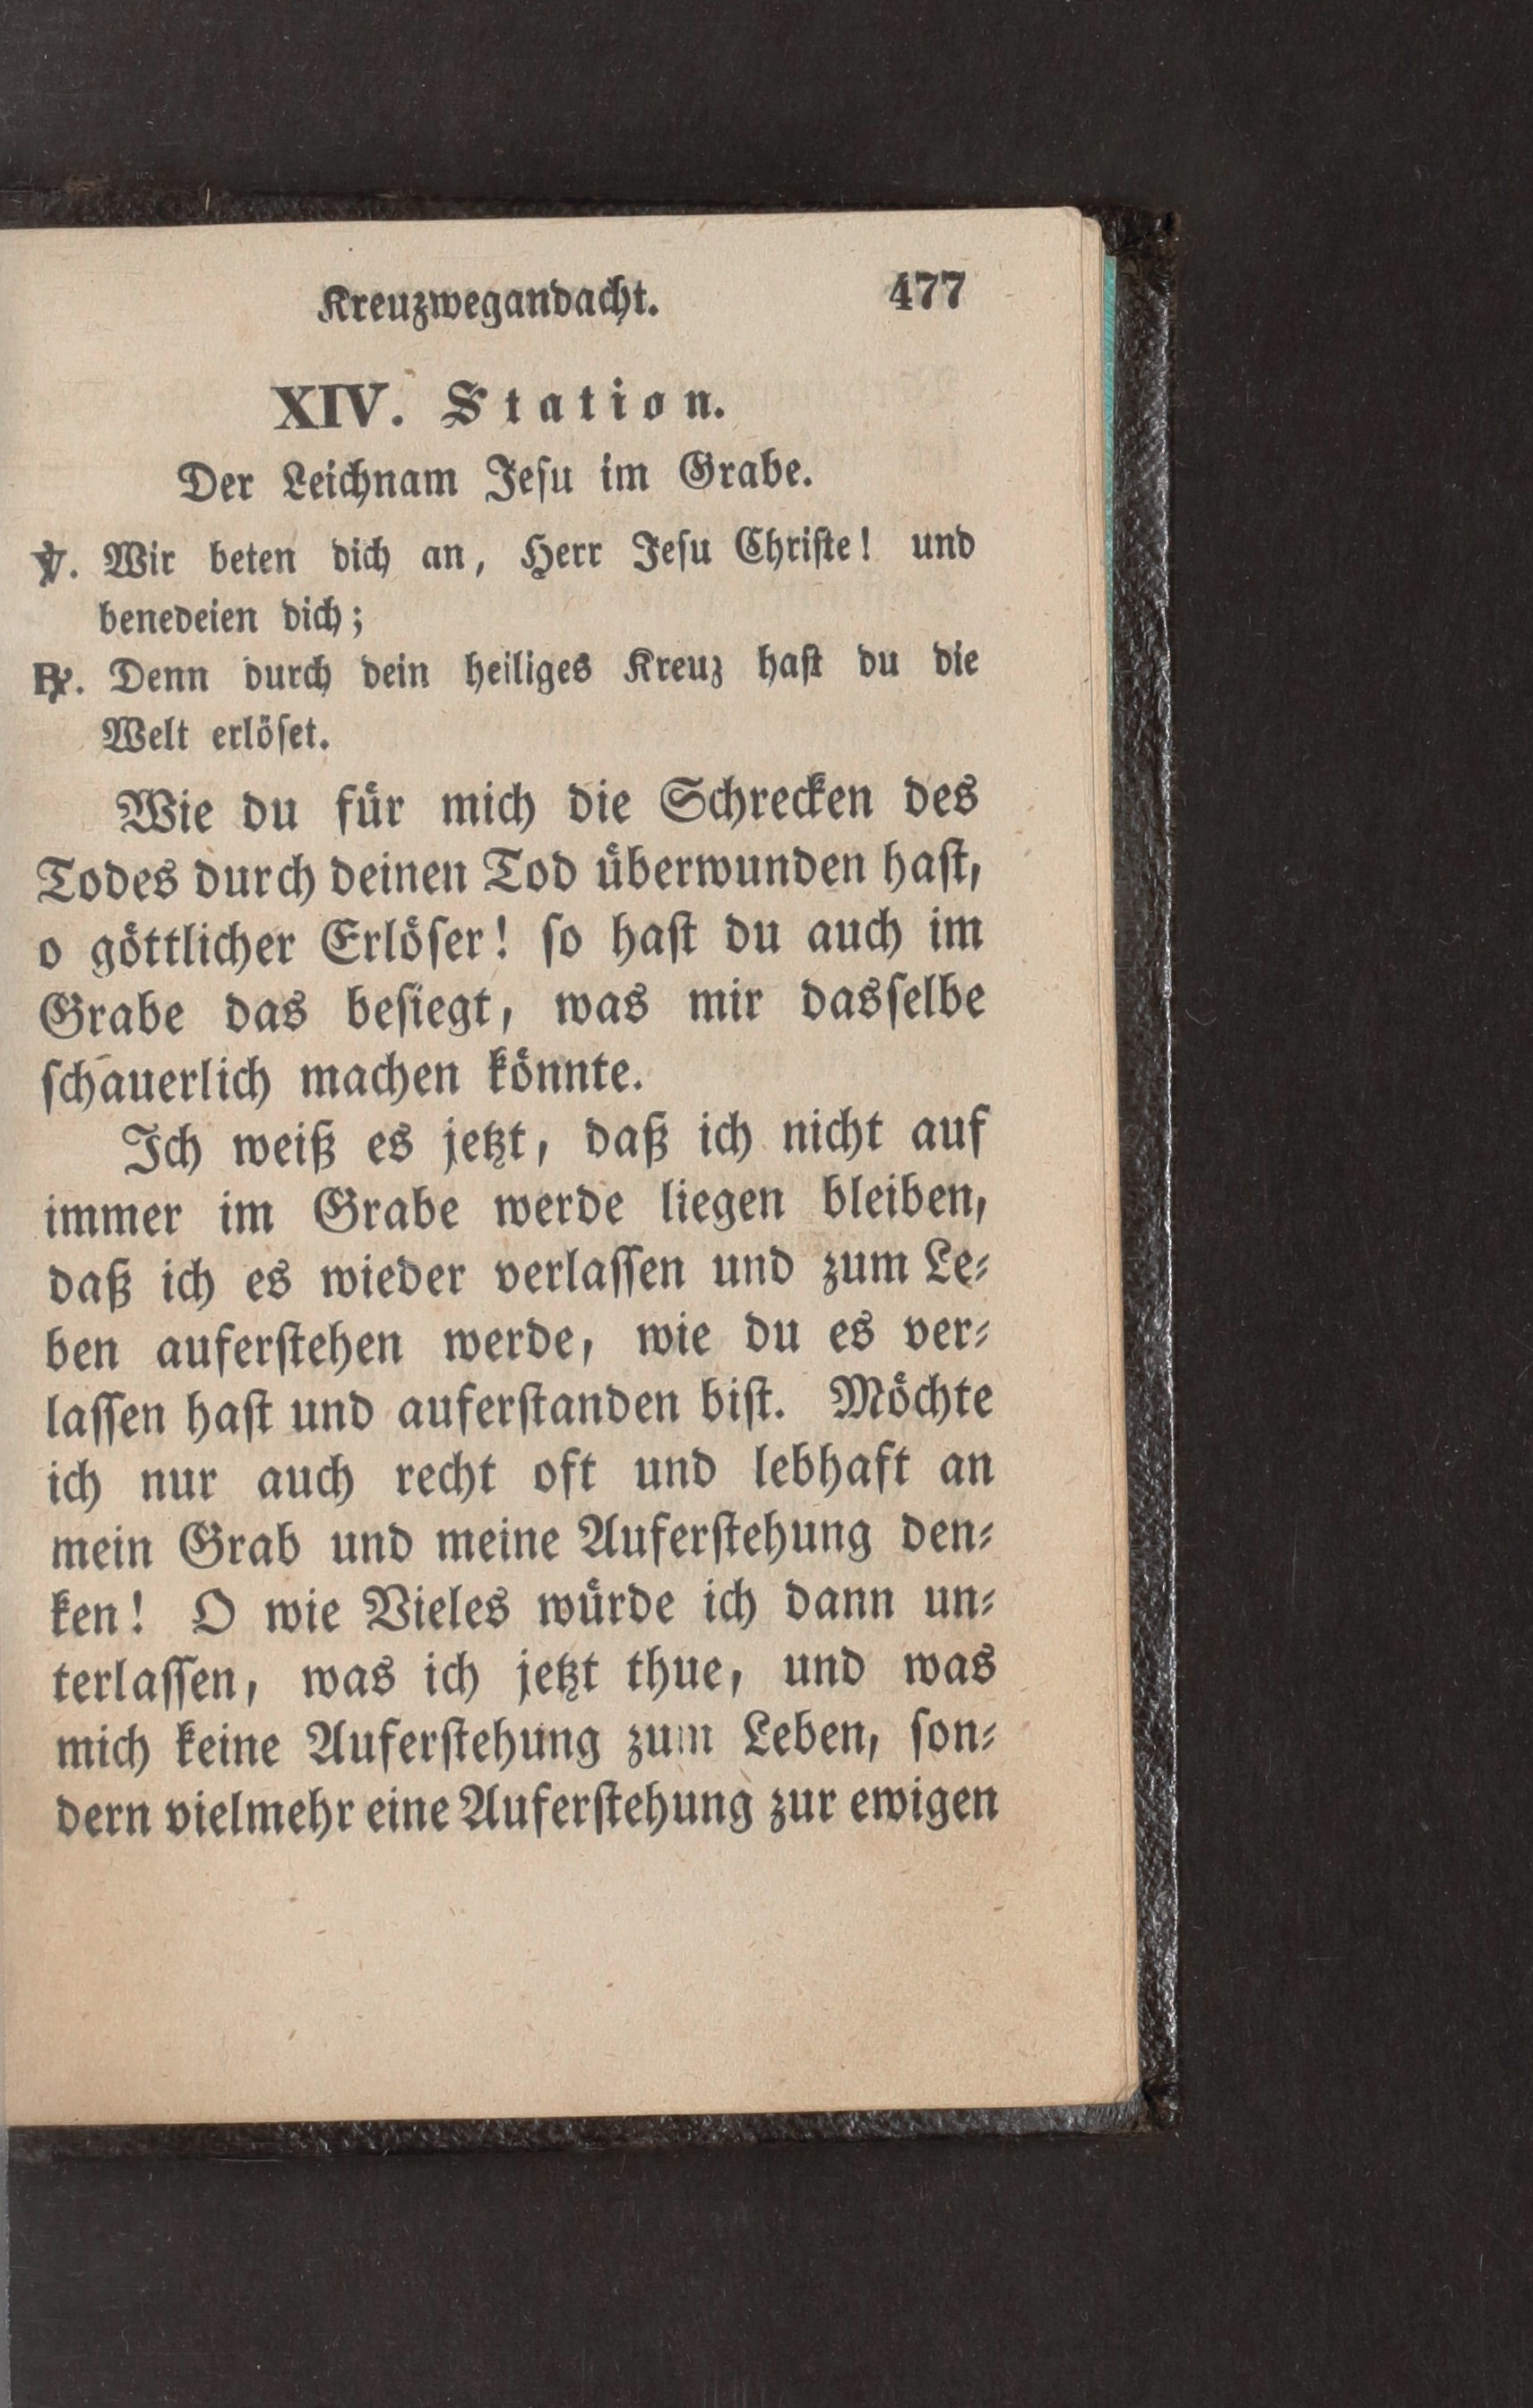 Kreuzwegandacht. 477
XIV. Station.
Der Leichnam Jesu im Grabe.
℣. Wir beten dich an, Herr Jesu Christe! und
benedeien dich;
℟. Denn durch dein heiliges Kreuz hast du die
Welt erlöset.
Wie du für mich die Schrecken des
Todes durch deinen Tod überwunden hast,
o göttlicher Erlöser! so hast du auch im
Grabe das besiegt, was mir dasselbe
schauerlich machen könnte.
Ich weiß es jetzt, daß ich nicht auf
immer im Grabe werde liegen bleiben,
daß ich es wieder verlassen und zum Le-
ben auferstehen werde, wie du es ver-
lassen hast und auferstanden bist. Möchte
ich nur auch recht oft und lebhaft an
mein Grab und meine Auferstehung den-
ken! O wie Vieles würde ich dann un-
terlassen, was ich jetzt thue, und was
mich keine Auferstehung zum Leben, son-
dern vielmehr eine Auferstehung zur ewigen